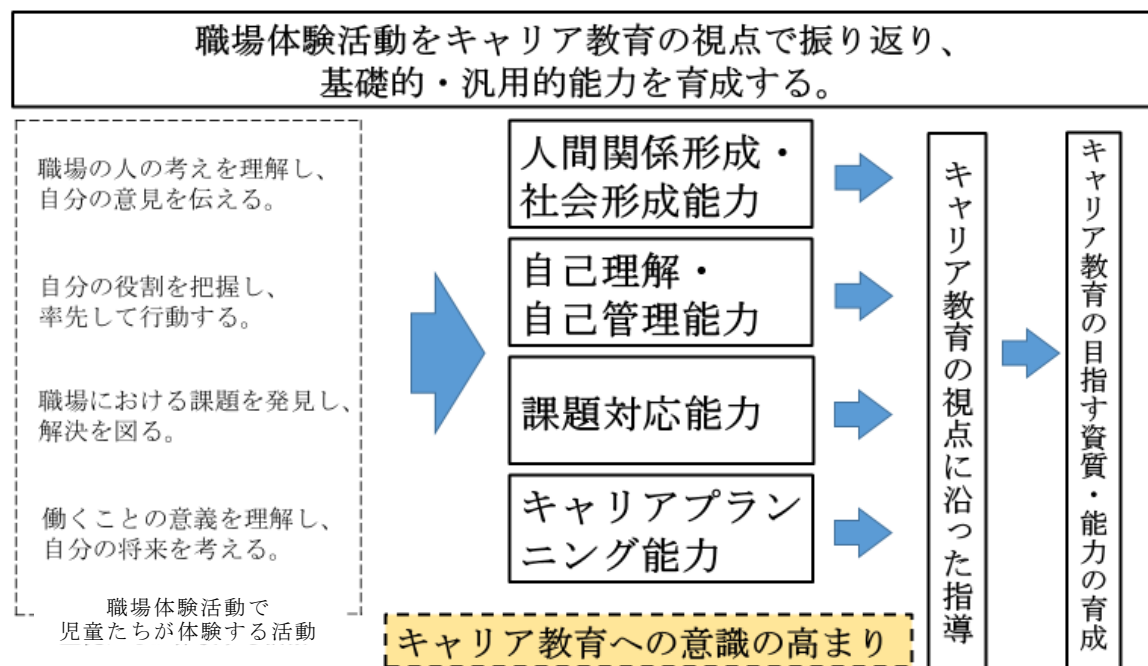 職場体験活動をキャリア教育の視点で振り返り、
基礎的・汎用的能力を育成する。
職場の人の考えを理解し、
自分の意見を伝える。
自分の役割を把握し、
率先して行動する。
職場における課題を発見し、
解決を図る。
働くことの意義を理解し、
自分の将来を考える。
職場体験活動で
児童たちが体験する活動
人間関係形成・
社会形成能力
自己理解・
自己管理能力
課題対応能力
キャリアプラン
ニング能力
キャリア教育への意識の高まり
キャリア教育の視点に沿った指導
キャリア教育の目指す資質・能力の育成